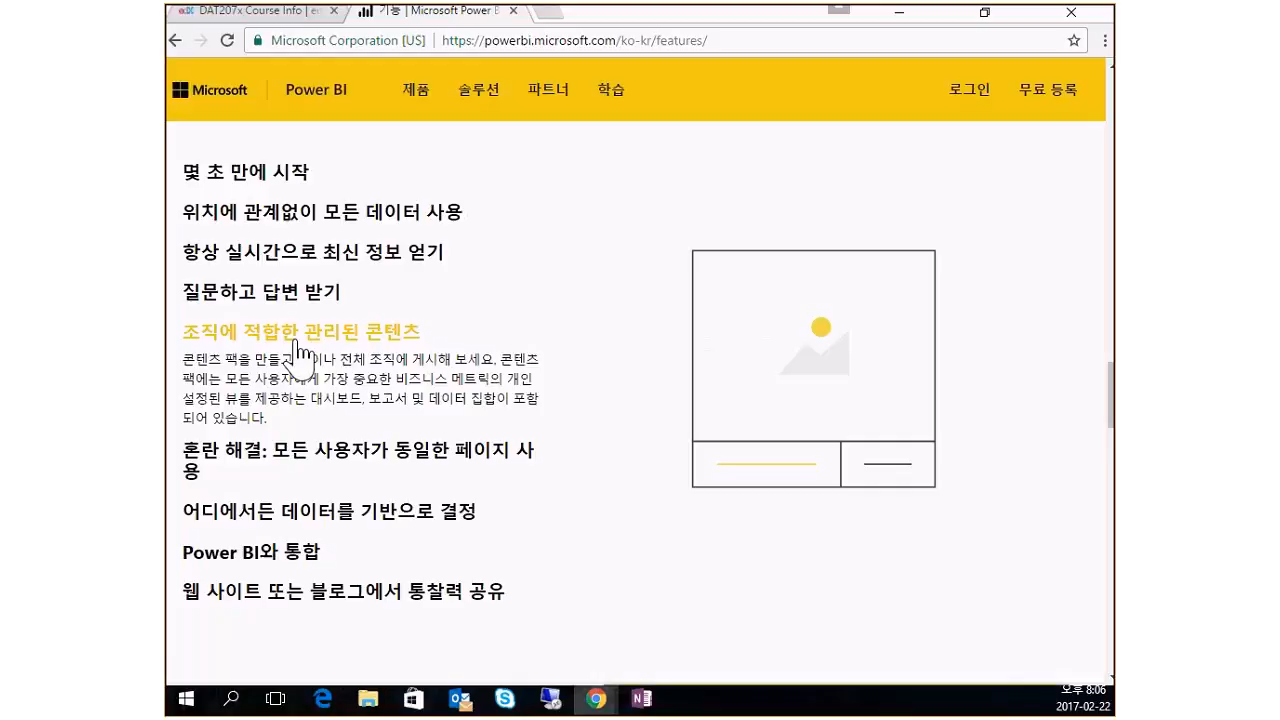 DAT207x Course Info | e
기능 | Microsoft Power B
Microsoft Corporation [US] | https://powerbi.microsoft.com/ko-kr/features/
Microsoft Power BI 제품 솔루션 파트너 학습 로그인 무료 등록
몇 초 만에 시작
위치에 관계없이 모든 데이터 사용
항상 실시간으로 최신 정보 얻기
질문하고 답변 받기
조직에 적합한 관리된 콘텐츠
콘텐츠 팩을 이나 전체 조직에 게시해 보세요. 콘텐츠
팩에는 모든 사용자에게 가장 중요한 비즈니스 메트릭의 개인
설정된 뷰를 제공하는 대시보드, 보고서 및 데이터 집합이 포함
되어 있습니다.
혼란 해결: 모든 사용자가 동일한 페이지 사
용
어디에서든 데이터를 기반으로 결정
Power BI와 통합
웹 사이트 또는 블로그에서 통찰력 공유
오후 8:06
2017-02-22